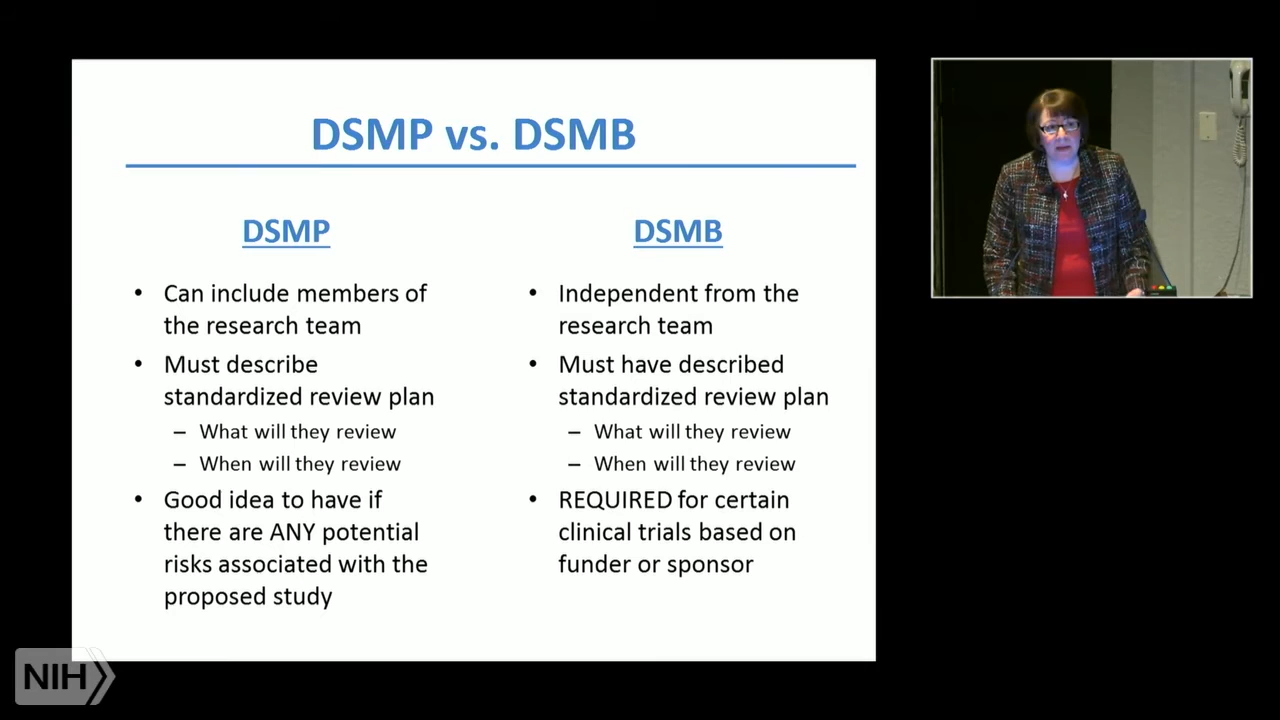 DSMP vs. DSMB
DSMP
• Can include members of
the research team
• Must describe
standardized review plan
– What will they review
– When will they review
• Good idea to have if
there are ANY potential
risks associated with the
proposed study
DSMB
• Independent from the
research team
• Must have described
standardized review plan
– What will they review
– When will they review
• REQUIRED for certain
clinical trials based on
funder or sponsor
NIH